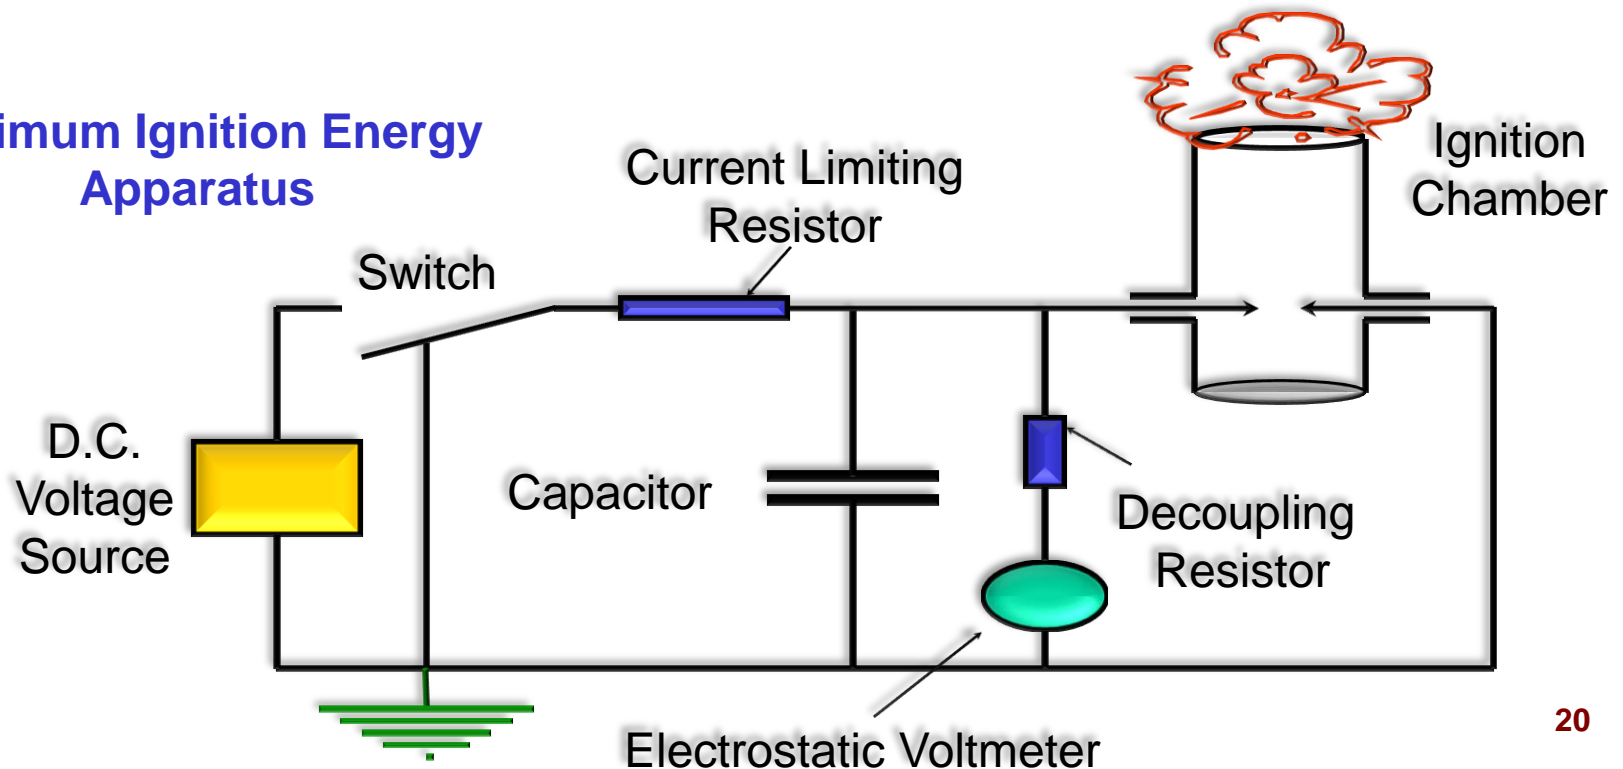 imum Ignition Energy
Apparatus
Current Limiting
Resistor
Ignition
Chamber
Switch
D.C.
Voltage
Source
Capacitor
Decoupling
Resistor
Electrostatic Voltmeter
20